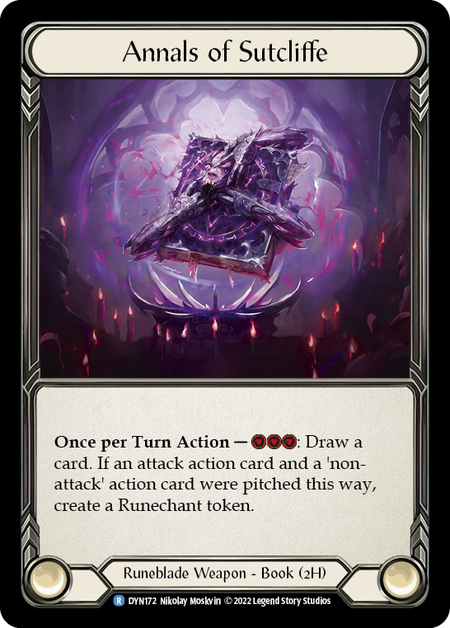 Annals of Sutcliffe
Once per Turn Action — : Draw a
card. If an attack action card and a 'non-
attack' action card were pitched this way,
create a Runechant token.
Runeblade Weapon - Book (2H)
R DYN172 Nikolay Moskvin © 2022 Legend Story Studios